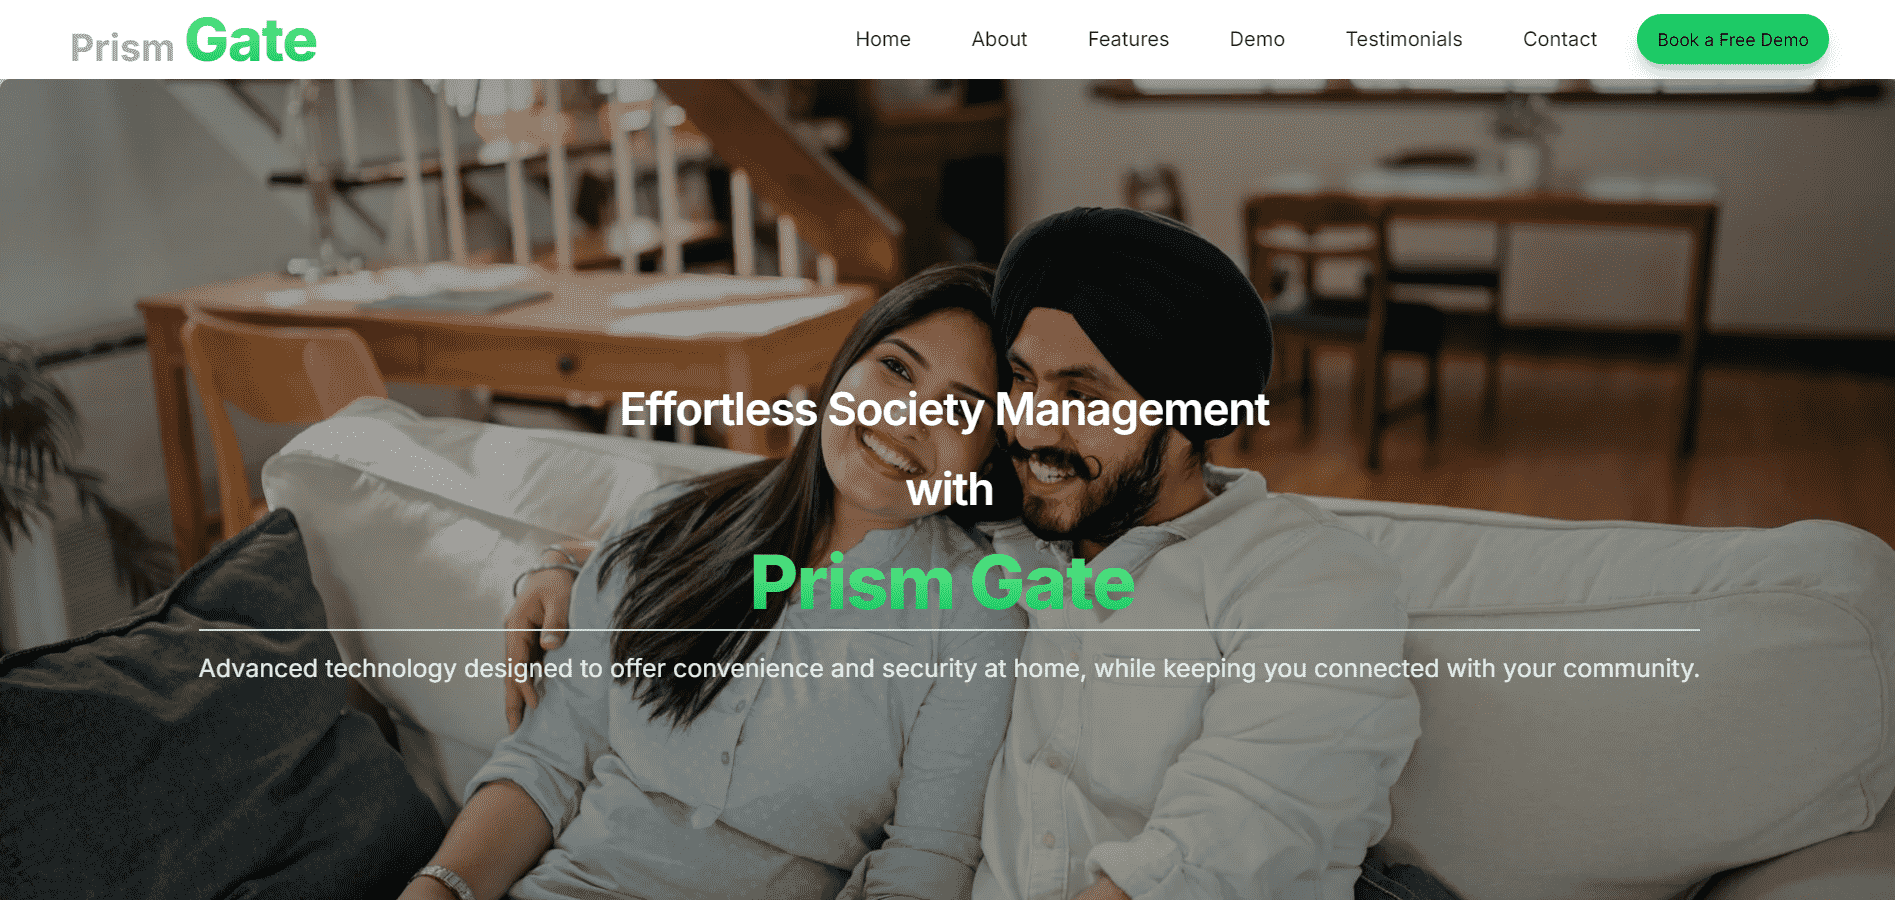 Prism Gate
Home About Features Demo Testimonials Contact Book a Free Demo
Effortless Society Management
with
Prism Gate
Advanced technology designed to offer convenience and security at home, while keeping you connected with your community.